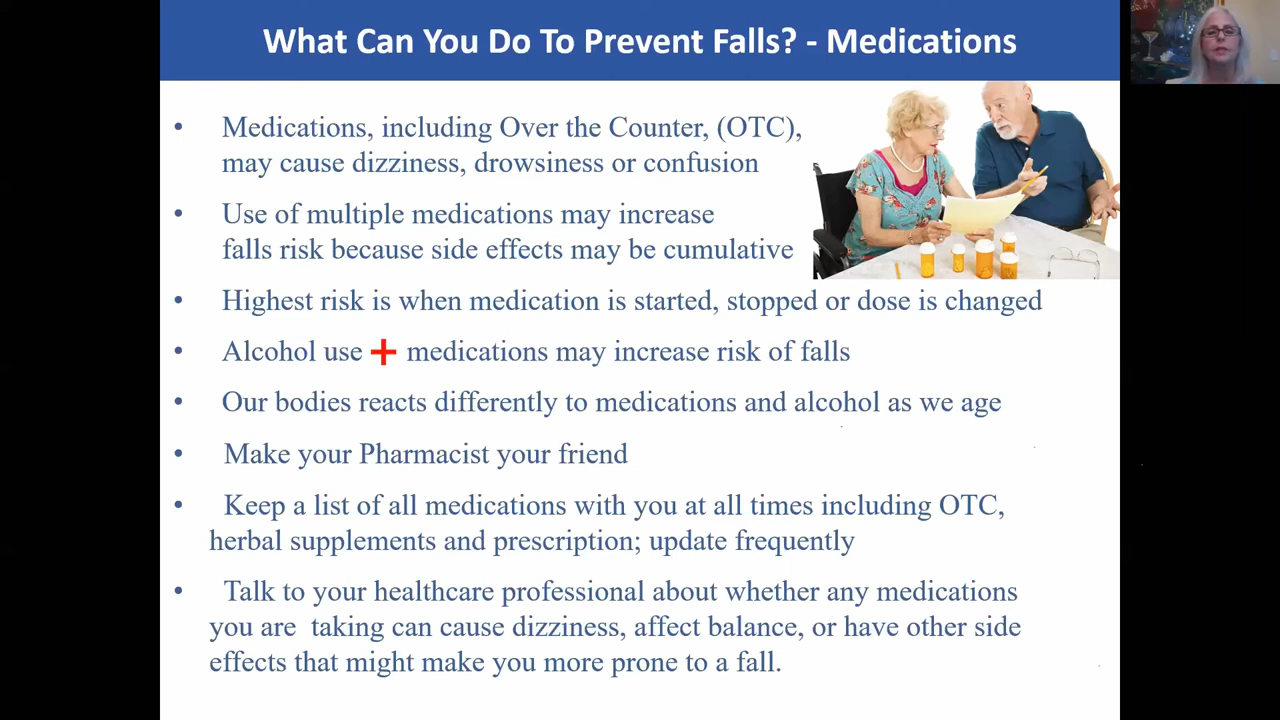 What Can You Do To Prevent Falls? - Medications
• Medications, including Over the Counter, (OTC),
may cause dizziness, drowsiness or confusion
• Use of multiple medications may increase
falls risk because side effects may be cumulative
• Highest risk is when medication is started, stopped or dose is changed
• Alcohol use + medications may increase risk of falls
• Our bodies reacts differently to medications and alcohol as we age
• Make your Pharmacist your friend
• Keep a list of all medications with you at all times including OTC,
herbal supplements and prescription; update frequently
• Talk to your healthcare professional about whether any medications
you are taking can cause dizziness, affect balance, or have other side
effects that might make you more prone to a fall.